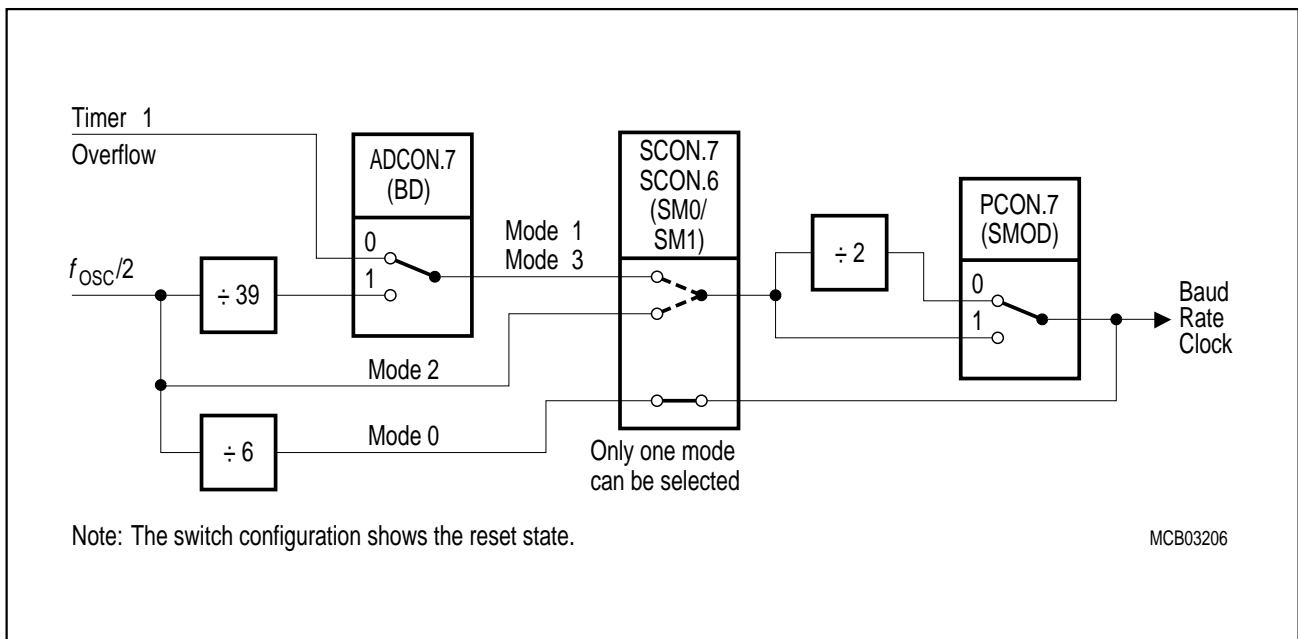 Timer 1
Overflow
ADCON.7
(BD)
0
1
f OSC/2
÷ 39
Mode 1
Mode 3
Mode 2
÷ 6
Mode 0
SCON.7
SCON.6
(SM0/
SM1)
Only one mode
can be selected
÷ 2
PCON.7
(SMOD)
0
1
Baud
Rate
Clock
Note: The switch configuration shows the reset state.
MCB03206